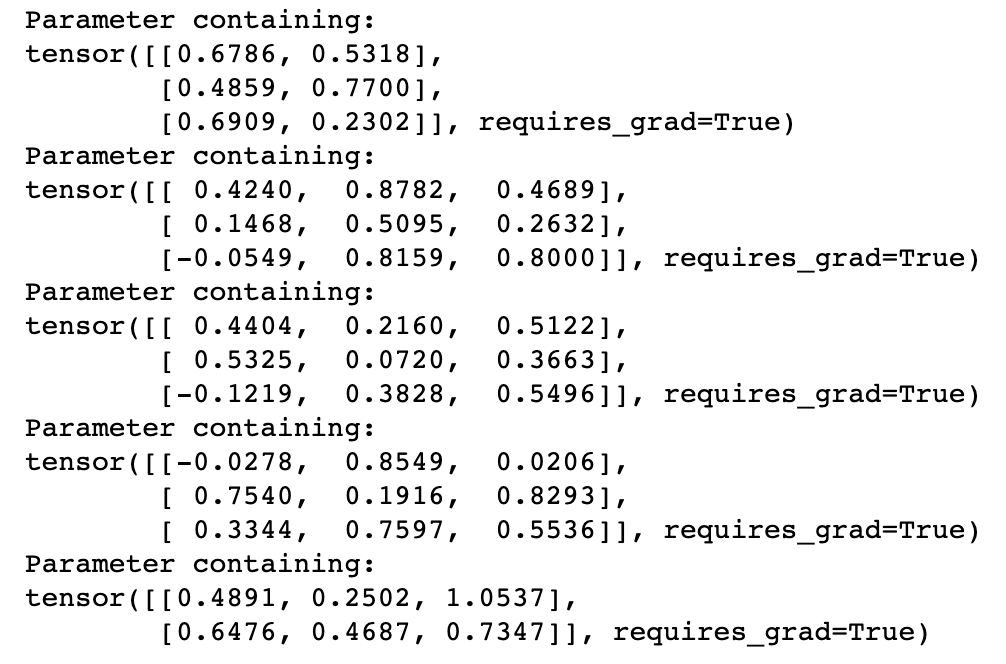 Parameter containing:
tensor([[0.6786, 0.5318],
        [0.4859, 0.7700],
        [0.6909, 0.2302]], requires_grad=True)
Parameter containing:
tensor([[ 0.4240,  0.8782,  0.4689],
        [ 0.1468,  0.5095,  0.2632],
        [-0.0549,  0.8159,  0.8000]], requires_grad=True)
Parameter containing:
tensor([[ 0.4404,  0.2160,  0.5122],
        [ 0.5325,  0.0720,  0.3663],
        [-0.1219,  0.3828,  0.5496]], requires_grad=True)
Parameter containing:
tensor([[-0.0278,  0.8549,  0.0206],
        [ 0.7540,  0.1916,  0.8293],
        [ 0.3344,  0.7597,  0.5536]], requires_grad=True)
Parameter containing:
tensor([[0.4891, 0.2502, 1.0537],
        [0.6476, 0.4687, 0.7347]], requires_grad=True)